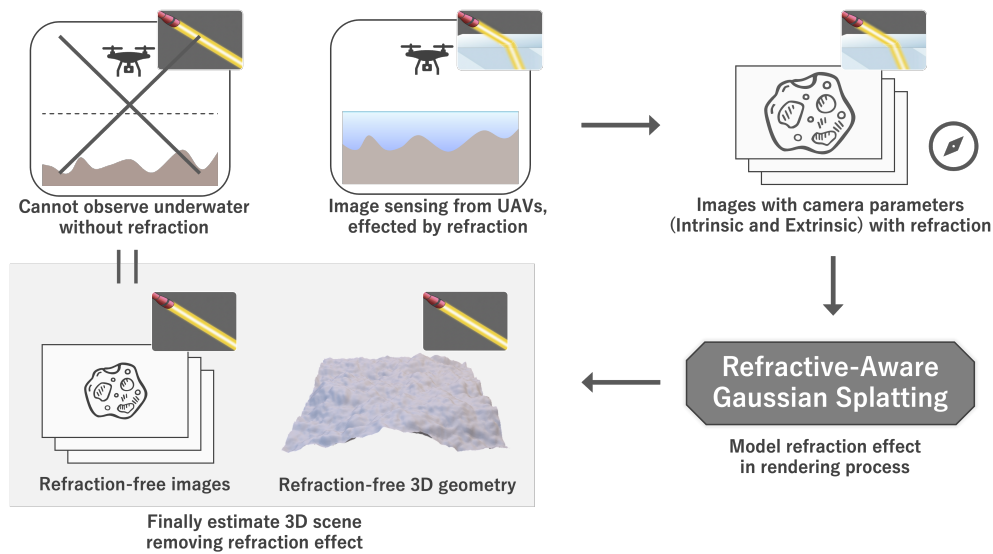 Cannot observe underwater
without refraction
Image sensing from UAVs,
effected by refraction
Images with camera parameters
(Intrinsic and Extrinsic) with refraction
Refractive-Aware
Gaussian Splatting
Model refraction effect
in rendering process
Refraction-free images
Refraction-free 3D geometry
Finally estimate 3D scene
removing refraction effect